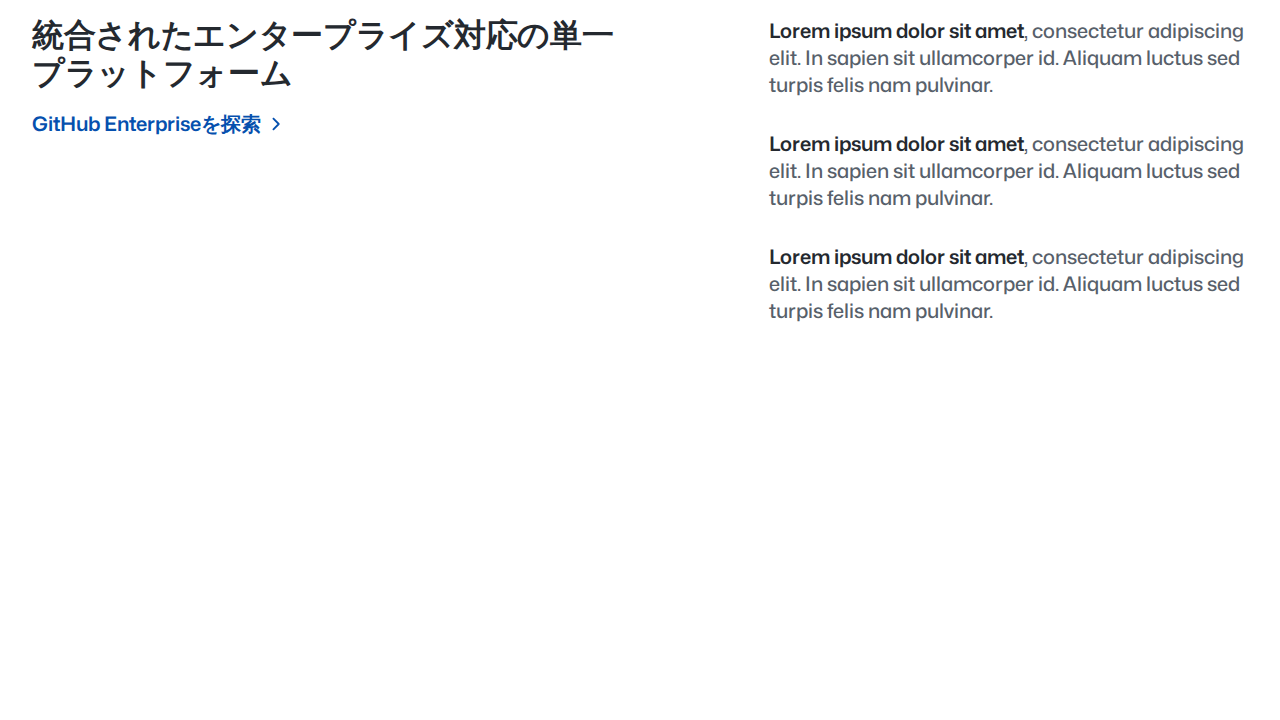 統合されたエンタープライズ対応の単一
プラットフォーム
GitHub Enterpriseを探索
Lorem ipsum dolor sit amet, consectetur adipiscing
elit. In sapien sit ullamcorper id. Aliquam luctus sed
turpis felis nam pulvinar.
Lorem ipsum dolor sit amet, consectetur adipiscing
elit. In sapien sit ullamcorper id. Aliquam luctus sed
turpis felis nam pulvinar.
Lorem ipsum dolor sit amet, consectetur adipiscing
elit. In sapien sit ullamcorper id. Aliquam luctus sed
turpis felis nam pulvinar.